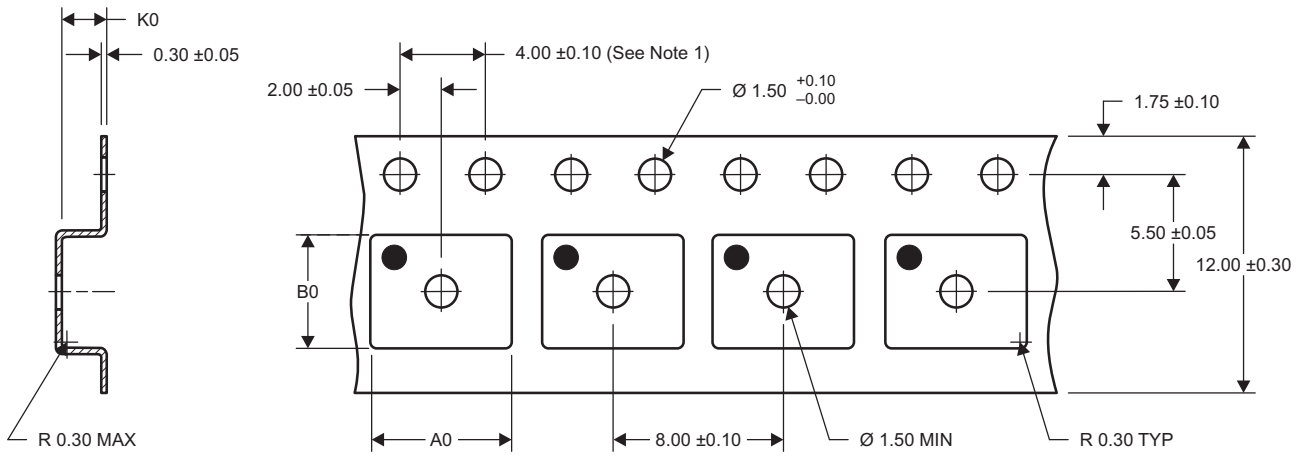 K0
0.30 ±0.05
4.00 ±0.10 (See Note 1)
2.00 ±0.05
Ø 1.50 +0.10 –0.00
1.75 ±0.10
5.50 ±0.05
12.00 ±0.30
B0
R 0.30 MAX
A0
8.00 ±0.10
Ø 1.50 MIN
R 0.30 TYP